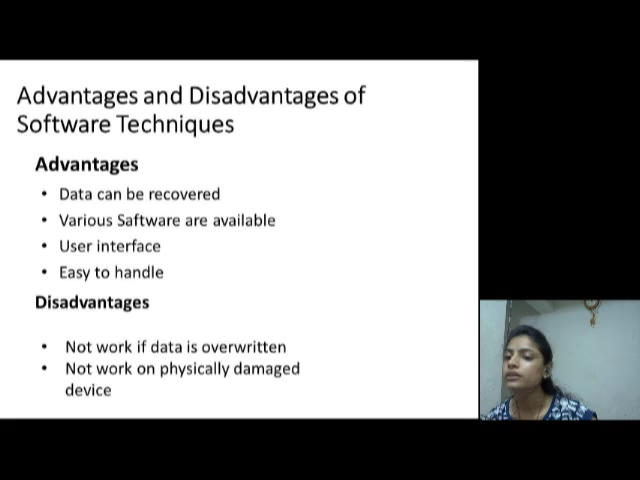 Advantages and Disadvantages of
Software Techniques
Advantages
• Data can be recovered
• Various Saftware are available
• User interface
• Easy to handle
Disadvantages
• Not work if data is overwritten
• Not work on physically damaged
device